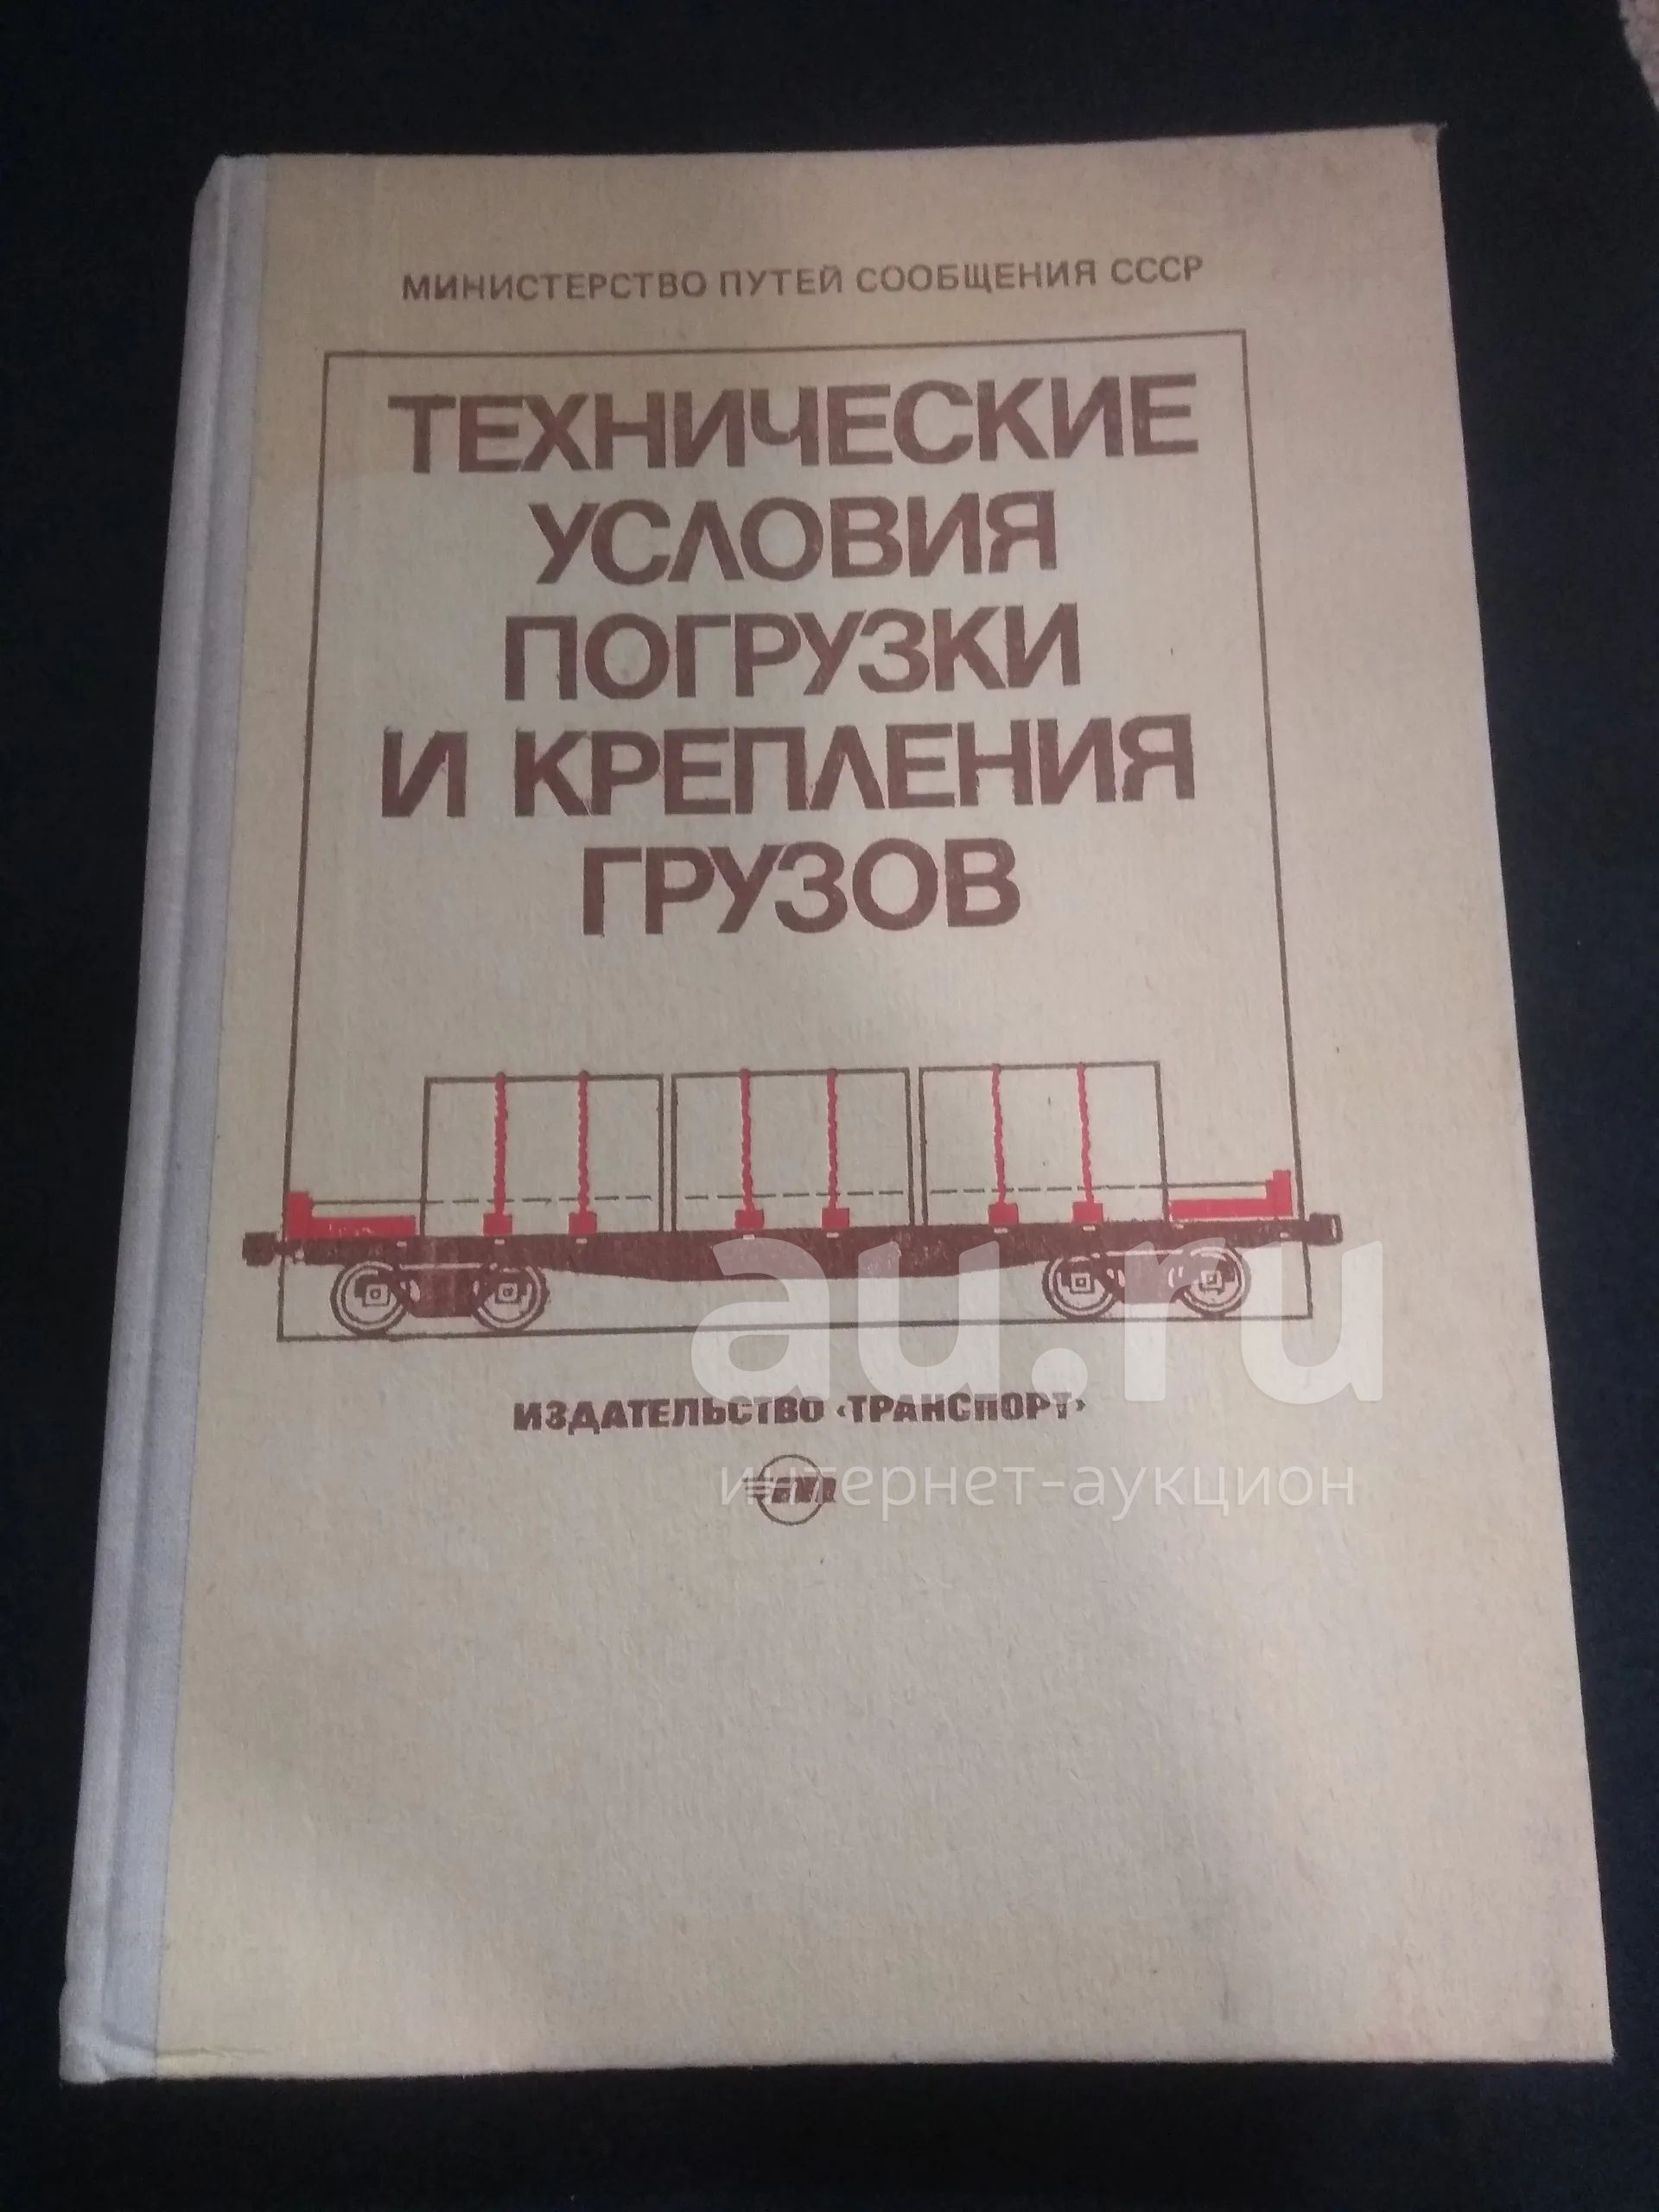 МИНИСТЕРСТВО ПУТЕЙ СООБЩЕНИЯ СССР
ТЕХНИЧЕСКИЕ
УСЛОВИЯ
ПОГРУЗКИ
И КРЕПЛЕНИЯ
ГРУЗОВ
au.ru
ИЗДАТЕЛЬСТВО «ТРАНСПОРТ»
интернет-аукцион